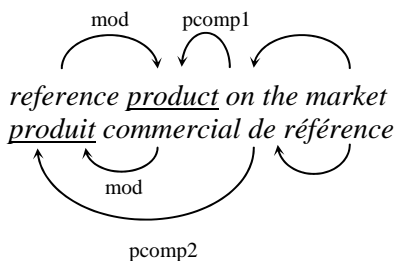 mod pcomp1
reference product on the market
produit commercial de référence
mod
pcomp2